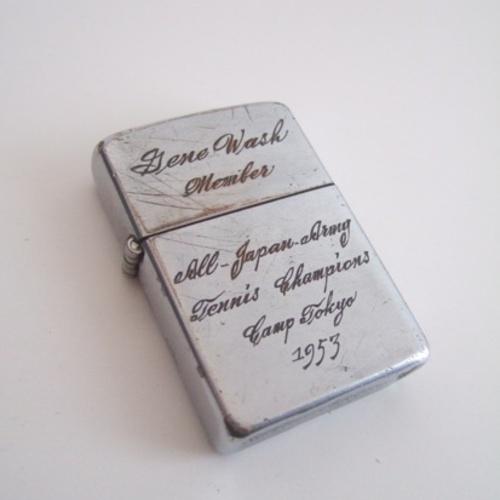 Gene Wash
Member
All-Japan-Army
Tennis Champions
Camp Tokyo
1953